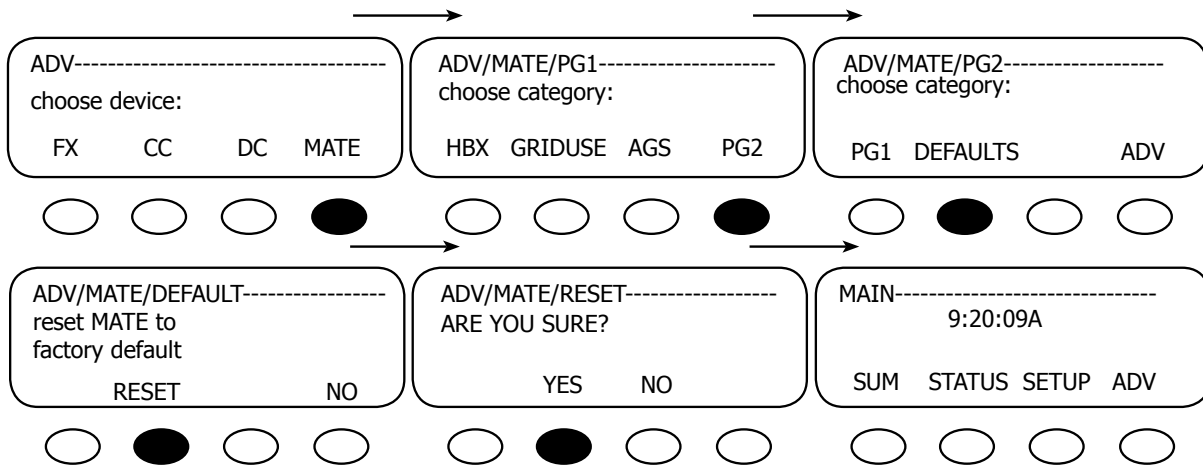 ADV-------------------------------------
choose device:
FX CC DC MATE
ADV/MATE/PG1---------------------
choose category:
HBX GRIDUSE AGS PG2
ADV/MATE/PG2-------------------
choose category:
PG1 DEFAULTS ADV
ADV/MATE/DEFAULT-----------------
reset MATE to
factory default
RESET NO
ADV/MATE/RESET------------------
ARE YOU SURE?
YES NO
MAIN-------------------------------
9:20:09A
SUM STATUS SETUP ADV